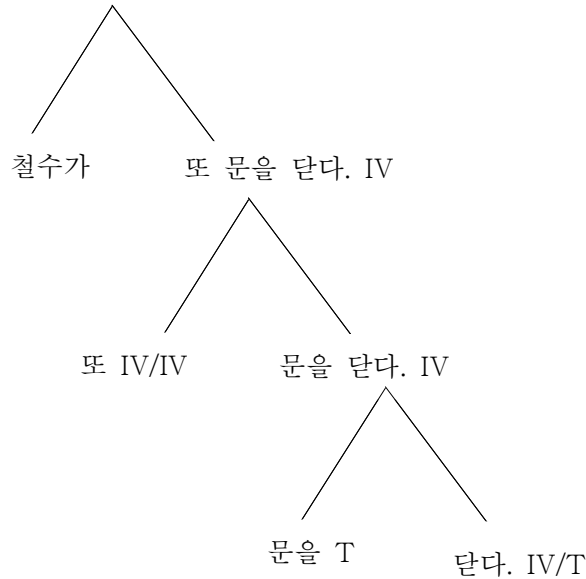 철수가 또 문을 닫다. IV
또 IV/IV 문을 닫다. IV
문을 T 닫다. IV/T